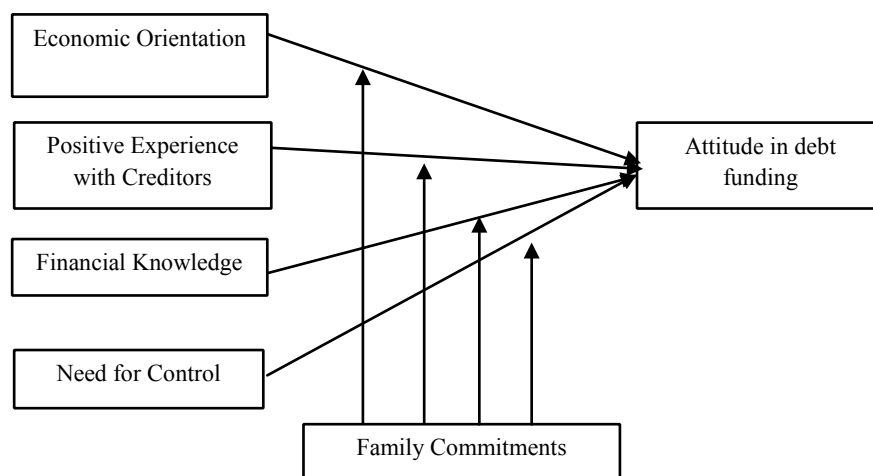 Economic Orientation
Positive Experience
with Creditors
Attitude in debt
funding
Financial Knowledge
Need for Control
Family Commitments